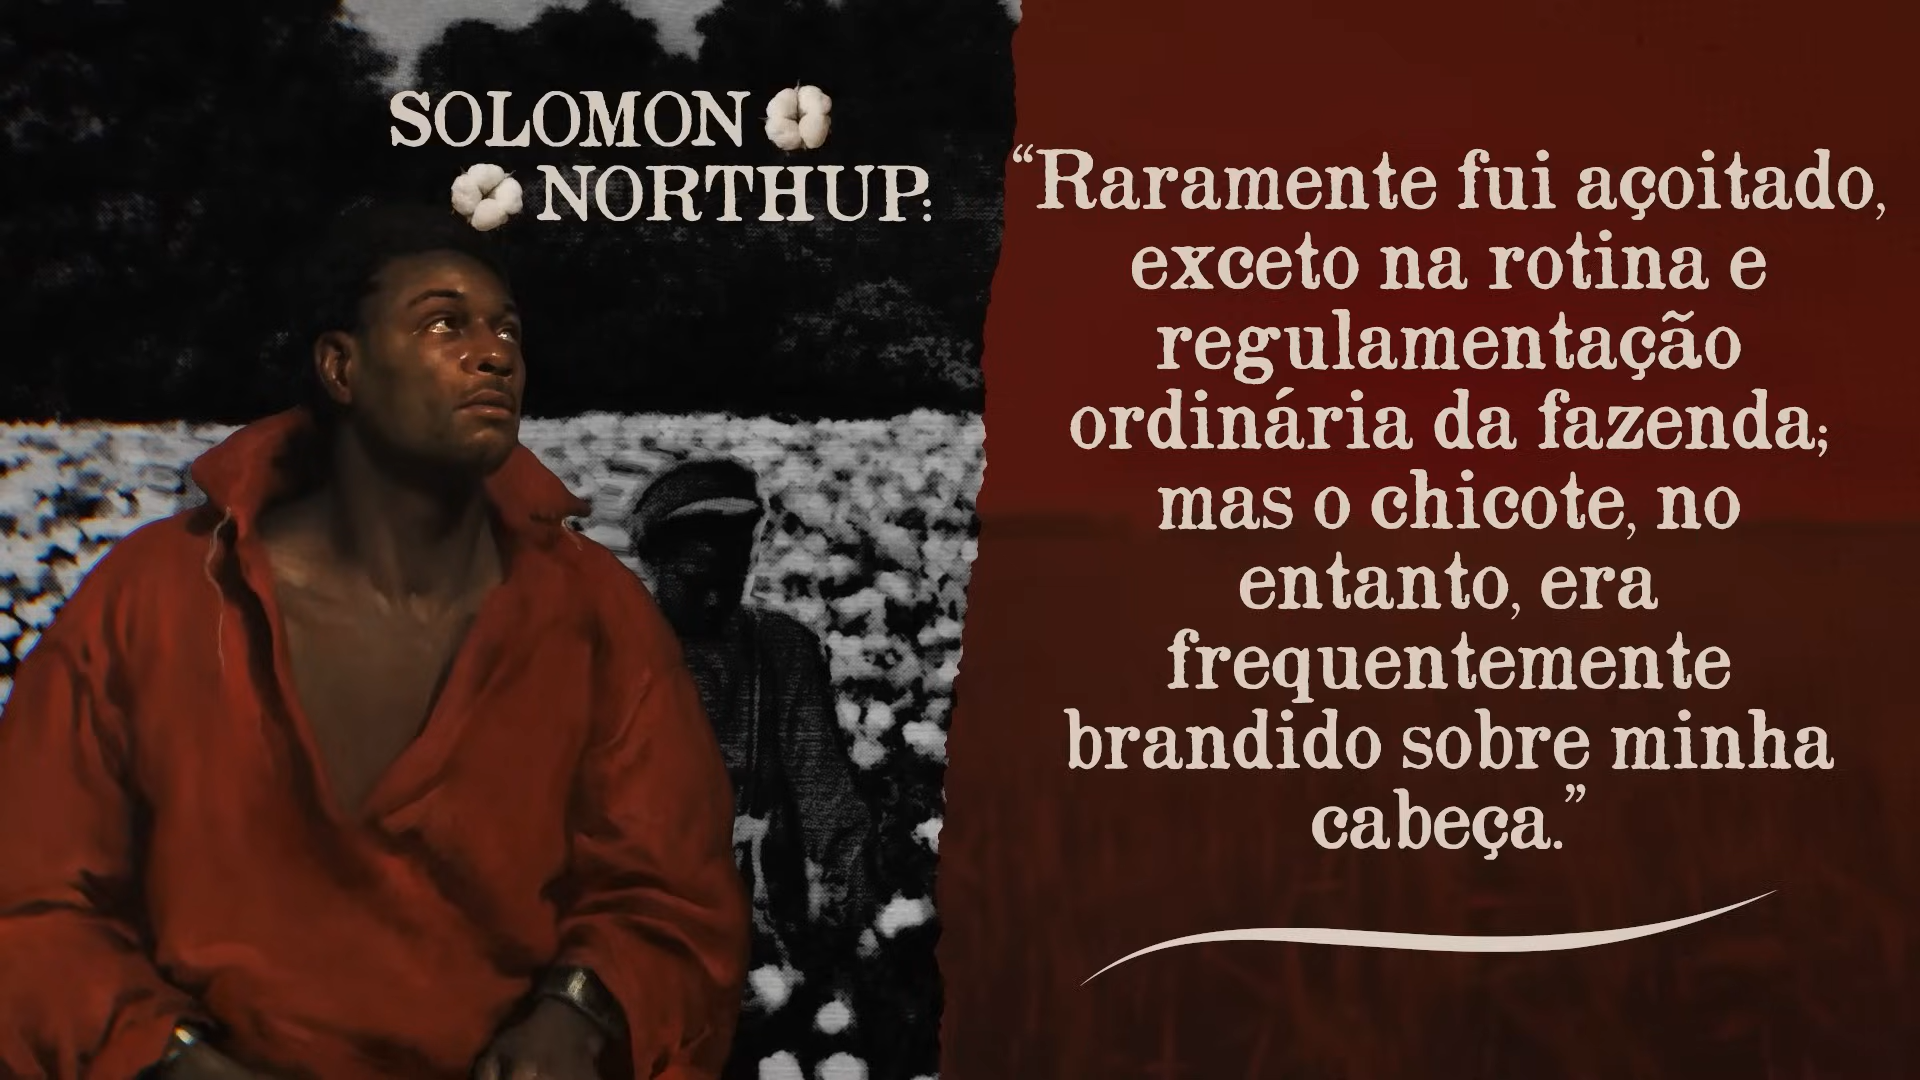 SOLOMON
NORTHUP:
“Raramente fui açoitado,
exceto na rotina e
regulamentação
ordinária da fazenda;
mas o chicote, no
entanto, era
frequentemente
brandido sobre minha
cabeça.”